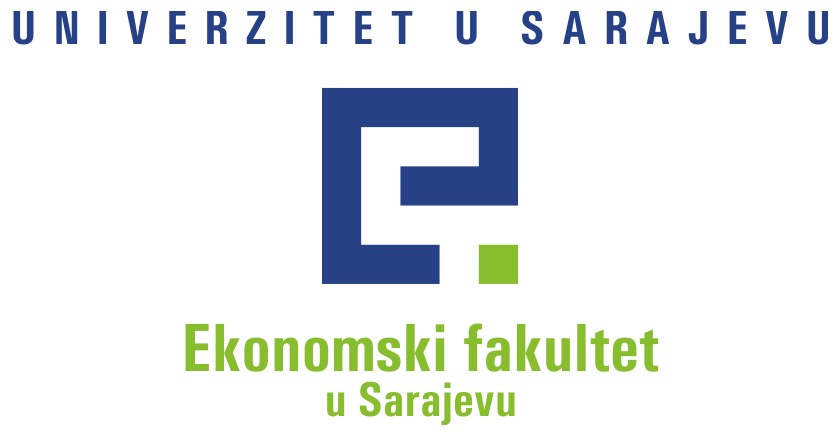 UNIVERZITET U SARAJEVU
Ekonomski fakultet
u Sarajevu